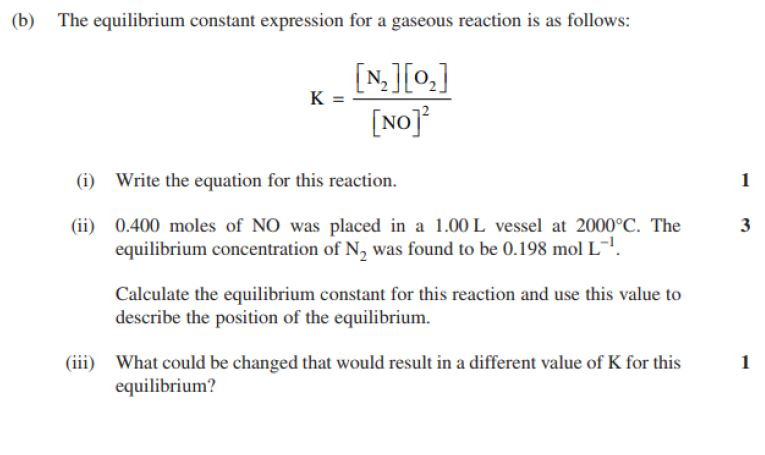 (b) The equilibrium constant expression for a gaseous reaction is as follows:
K = [N₂][O₂] / [NO]²
(i) Write the equation for this reaction. 1
(ii) 0.400 moles of NO was placed in a 1.00 L vessel at 2000°C. The 3
equilibrium concentration of N₂ was found to be 0.198 mol L⁻¹.
Calculate the equilibrium constant for this reaction and use this value to
describe the position of the equilibrium.
(iii) What could be changed that would result in a different value of K for this 1
equilibrium?